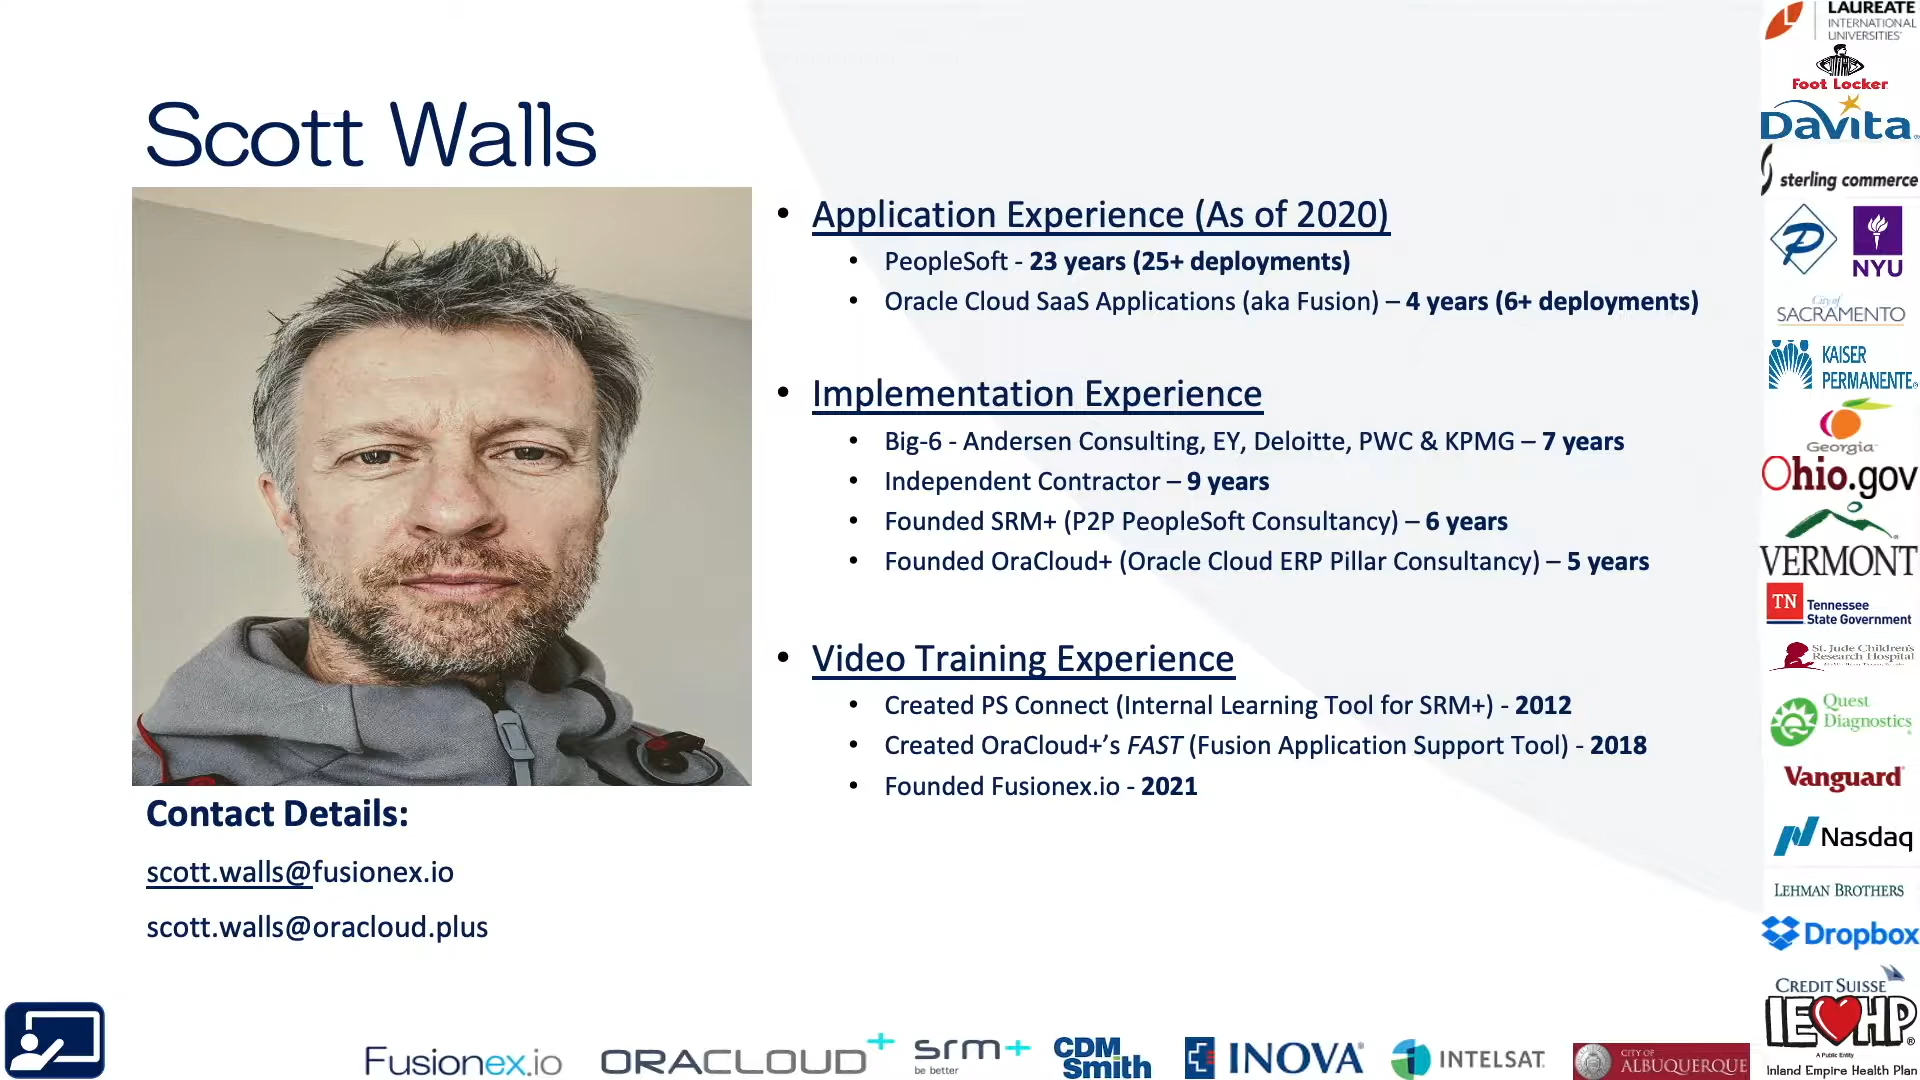 Scott Walls
• Application Experience (As of 2020)
• PeopleSoft - 23 years (25+ deployments)
• Oracle Cloud SaaS Applications (aka Fusion) – 4 years (6+ deployments)
• Implementation Experience
• Big-6 - Andersen Consulting, EY, Deloitte, PWC & KPMG – 7 years
• Independent Contractor – 9 years
• Founded SRM+ (P2P PeopleSoft Consultancy) – 6 years
• Founded OraCloud+ (Oracle Cloud ERP Pillar Consultancy) – 5 years
• Video Training Experience
• Created PS Connect (Internal Learning Tool for SRM+) - 2012
• Created OraCloud+’s FAST (Fusion Application Support Tool) - 2018
• Founded Fusionex.io - 2021
Contact Details:
scott.walls@fusionex.io
scott.walls@oracloud.plus
LAUREATE
INTERNATIONAL
UNIVERSITIES
Foot Locker
DaVita
sterling commerce
P
NYU
City of
SACRAMENTO
KAISER
PERMANENTE
Georgia
Ohio.gov
VERMONT
TN
Tennessee
State Government
St. Jude Children's
Research Hospital
Quest
Diagnostics
Vanguard
Nasdaq
LEHMAN BROTHERS
Dropbox
CREDIT SUISSE
IEHP
A Public Entity
Inland Empire Health Plan
Fusionex.io
ORACLOUD+
srm+
be better
CDM
Smith
INOVA
INTELSAT
CITY OF
ALBUQUERQUE